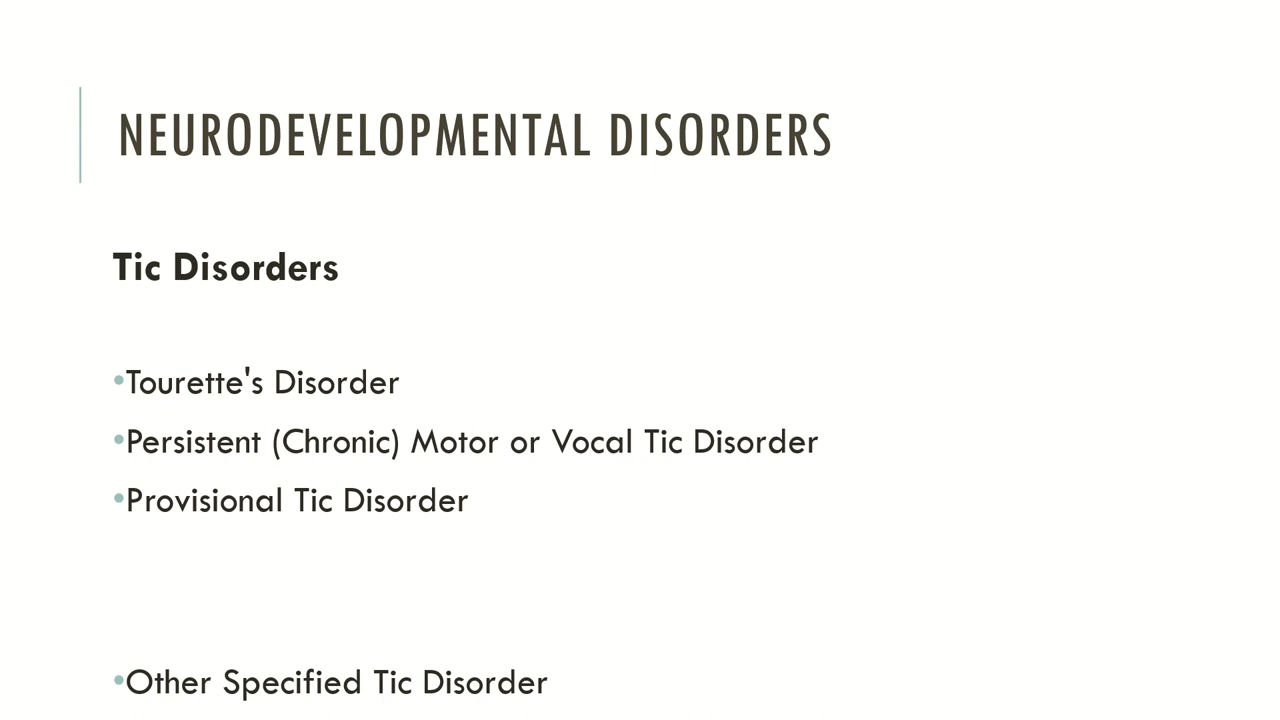 NEURODEVELOPMENTAL DISORDERS
Tic Disorders
•Tourette's Disorder
•Persistent (Chronic) Motor or Vocal Tic Disorder
•Provisional Tic Disorder
•Other Specified Tic Disorder